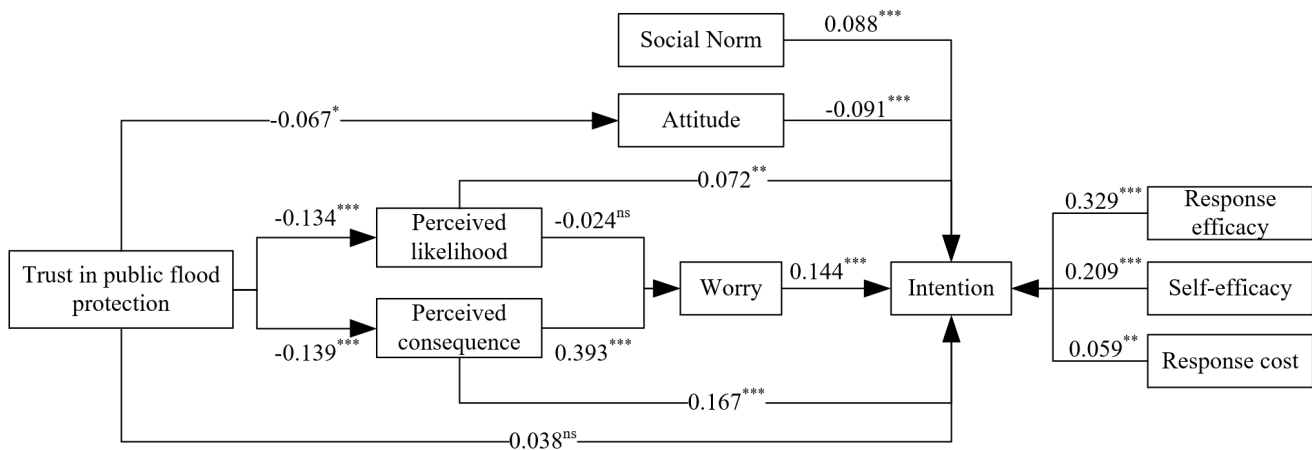 Social Norm
0.088***
-0.067*
Attitude
-0.091***
0.072**
-0.134***
Perceived
likelihood
-0.024ns
0.329***
Response
efficacy
Trust in public flood
protection
Worry
0.144***
Intention
0.209***
Self-efficacy
-0.139***
Perceived
consequence
0.393***
0.059**
Response cost
0.167***
0.038ns